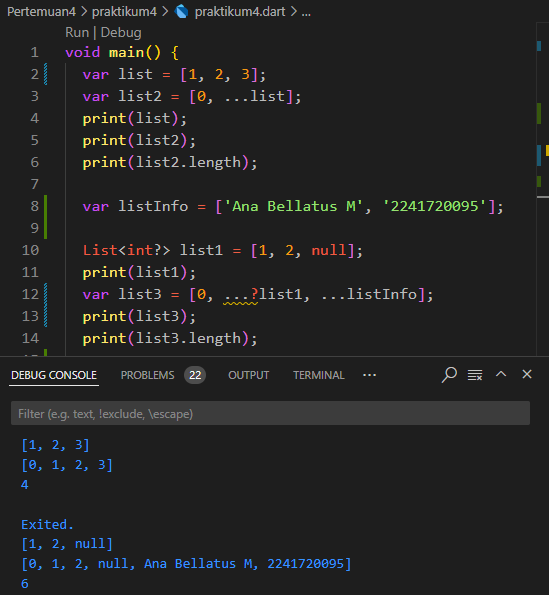 Pertemuan4 > praktikum4 > praktikum4.dart > ...
Run | Debug
1 void main() {
2 var list = [1, 2, 3];
3 var list2 = [0, ...list];
4 print(list);
5 print(list2);
6 print(list2.length);
7
8 var listInfo = ['Ana Bellatus M', '2241720095'];
9
10 List<int?> list1 = [1, 2, null];
11 print(list1);
12 var list3 = [0, ...?list1, ...listInfo];
13 print(list3);
14 print(list3.length);
DEBUG CONSOLE PROBLEMS 22 OUTPUT TERMINAL ...
Filter (e.g. text, !exclude, \escape)
[1, 2, 3]
[0, 1, 2, 3]
4
Exited.
[1, 2, null]
[0, 1, 2, null, Ana Bellatus M, 2241720095]
6